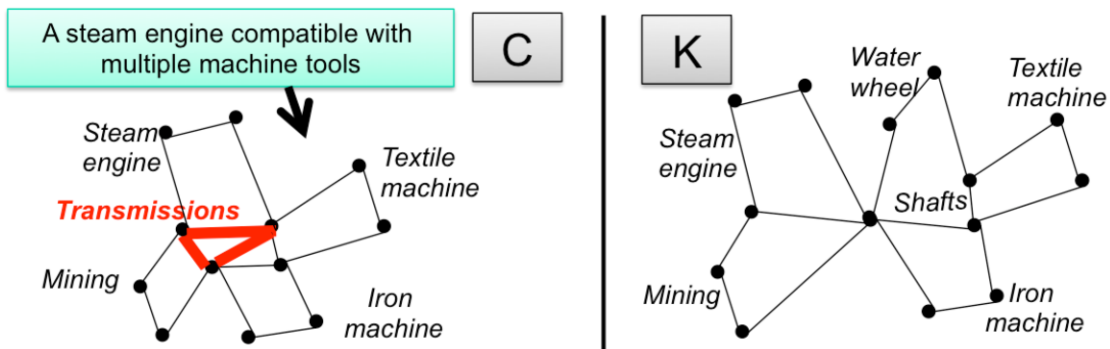 A steam engine compatible with
multiple machine tools
C
Steam
engine
Textile
machine
Transmissions
Mining
Iron
machine
K
Water
wheel
Textile
machine
Steam
engine
Shafts
Mining
Iron
machine